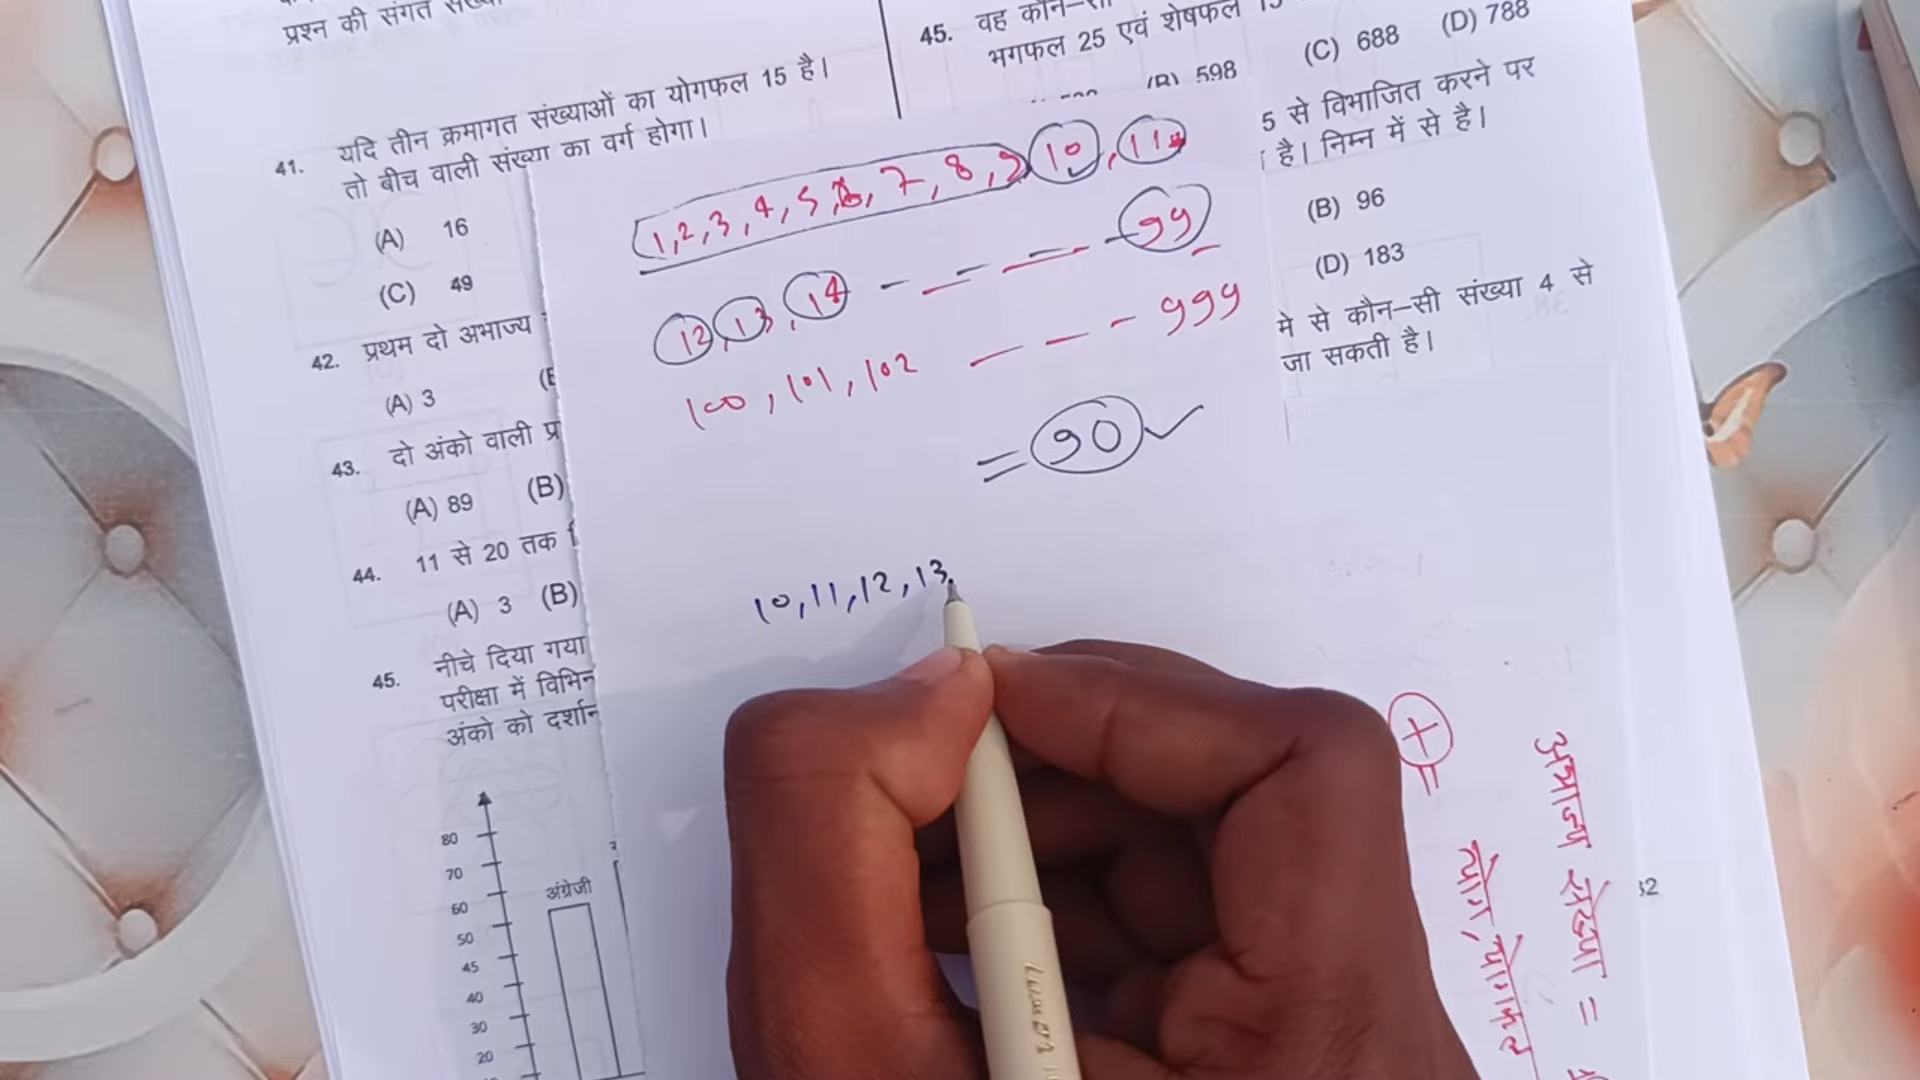 प्रश्न की संगत
41. यदि तीन क्रमागत संख्याओं का योगफल 15 है।
तो बीच वाली संख्या का वर्ग होगा।
(A) 16
(C) 49
42. प्रथम दो अभाज्य
(A) 3
43. दो अंको वाली
(A) 89 (B)
44. 11 से 20 तक
(A) 3 (B)
45. नीचे दिया गया
परीक्षा में विभिन
अंको को दर्शान
80
70
60
50
45
40
30
20
अंग्रेजी
45. वह कौन-सी
भगफल 25 एवं शेषफल 15
(B) 598
(C) 688 (D) 788
5 से विभाजित करने पर
है। निम्न में से है।
(B) 96
(D) 183
मे से कौन-सी संख्या 4 से
जा सकती है।
1,2,3,4,5,6,7,8,9,10,11,
12,13,14 - - - - - 99
100,101,102 - - - 999
= 90 ✓
10,11,12,13,
+ =
योग, योगफल
अभाज्य संख्या =
32